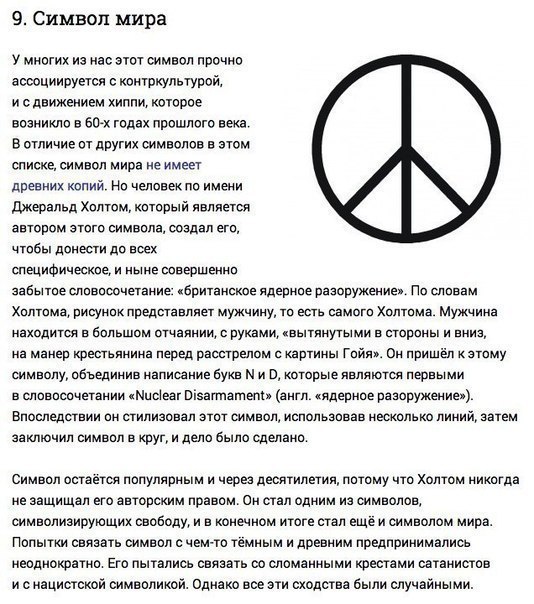 9. Символ мира
У многих из нас этот символ прочно
ассоциируется с контркультурой,
и с движением хиппи, которое
возникло в 60-х годах прошлого века.
В отличие от других символов в этом
списке, символ мира не имеет
древних копий. Но человек по имени
Джеральд Холтом, который является
автором этого символа, создал его,
чтобы донести до всех
специфическое, и ныне совершенно
забытое словосочетание: «британское ядерное разоружение». По словам
Холтома, рисунок представляет мужчину, то есть самого Холтома. Мужчина
находится в большом отчаянии, с руками, «вытянутыми в стороны и вниз,
на манер крестьянина перед расстрелом с картины Гойя». Он пришёл к этому
символу, объединив написание букв N и D, которые являются первыми
в словосочетании «Nuclear Disarmament» (англ. «ядерное разоружение»).
Впоследствии он стилизовал этот символ, использовав несколько линий, затем
заключил символ в круг, и дело было сделано.
Символ остаётся популярным и через десятилетия, потому что Холтом никогда
не защищал его авторским правом. Он стал одним из символов,
символизирующих свободу, и в конечном итоге стал ещё и символом мира.
Попытки связать символ с чем-то тёмным и древним предпринимались
неоднократно. Его пытались связать со сломанными крестами сатанистов
и с нацистской символикой. Однако все эти сходства были случайными.